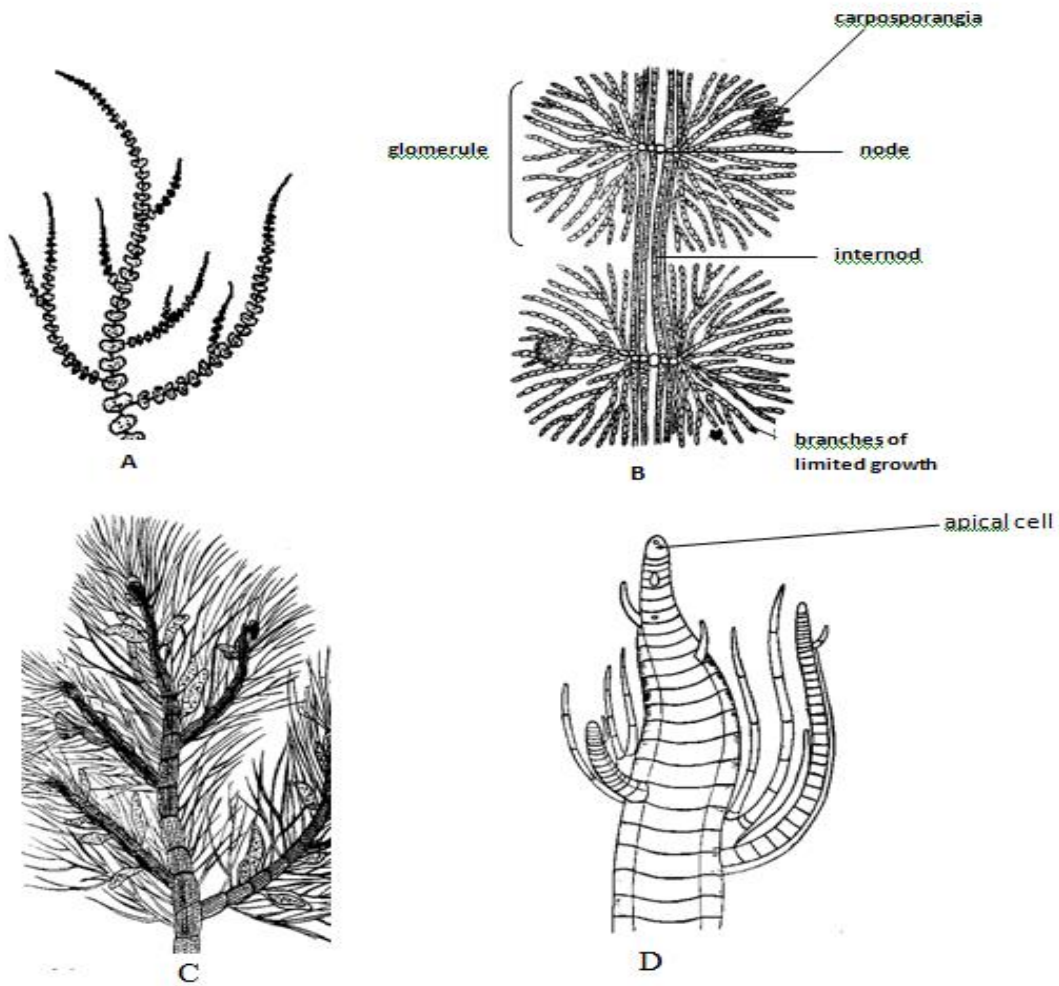 carposporangia
glomerule
node
internod
A
branches of
limited growth
B
apical cell
C
D